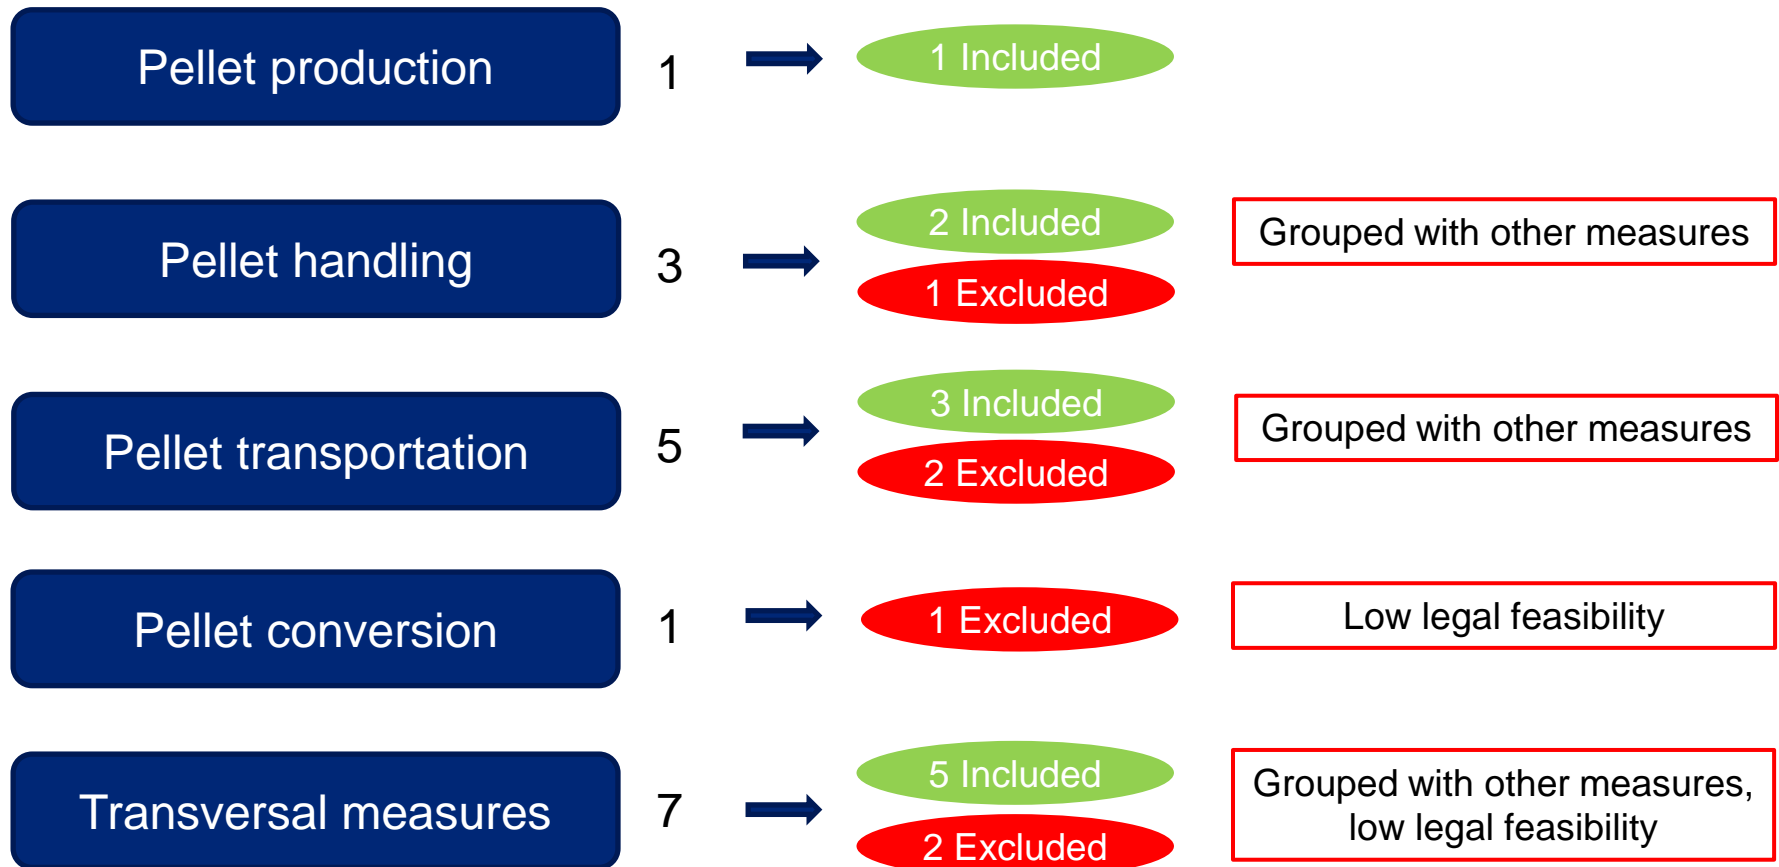 Pellet production
1
1 Included
Pellet handling
3
2 Included
1 Excluded
Grouped with other measures
Pellet transportation
5
3 Included
2 Excluded
Grouped with other measures
Pellet conversion
1
1 Excluded
Low legal feasibility
Transversal measures
7
5 Included
2 Excluded
Grouped with other measures,
low legal feasibility